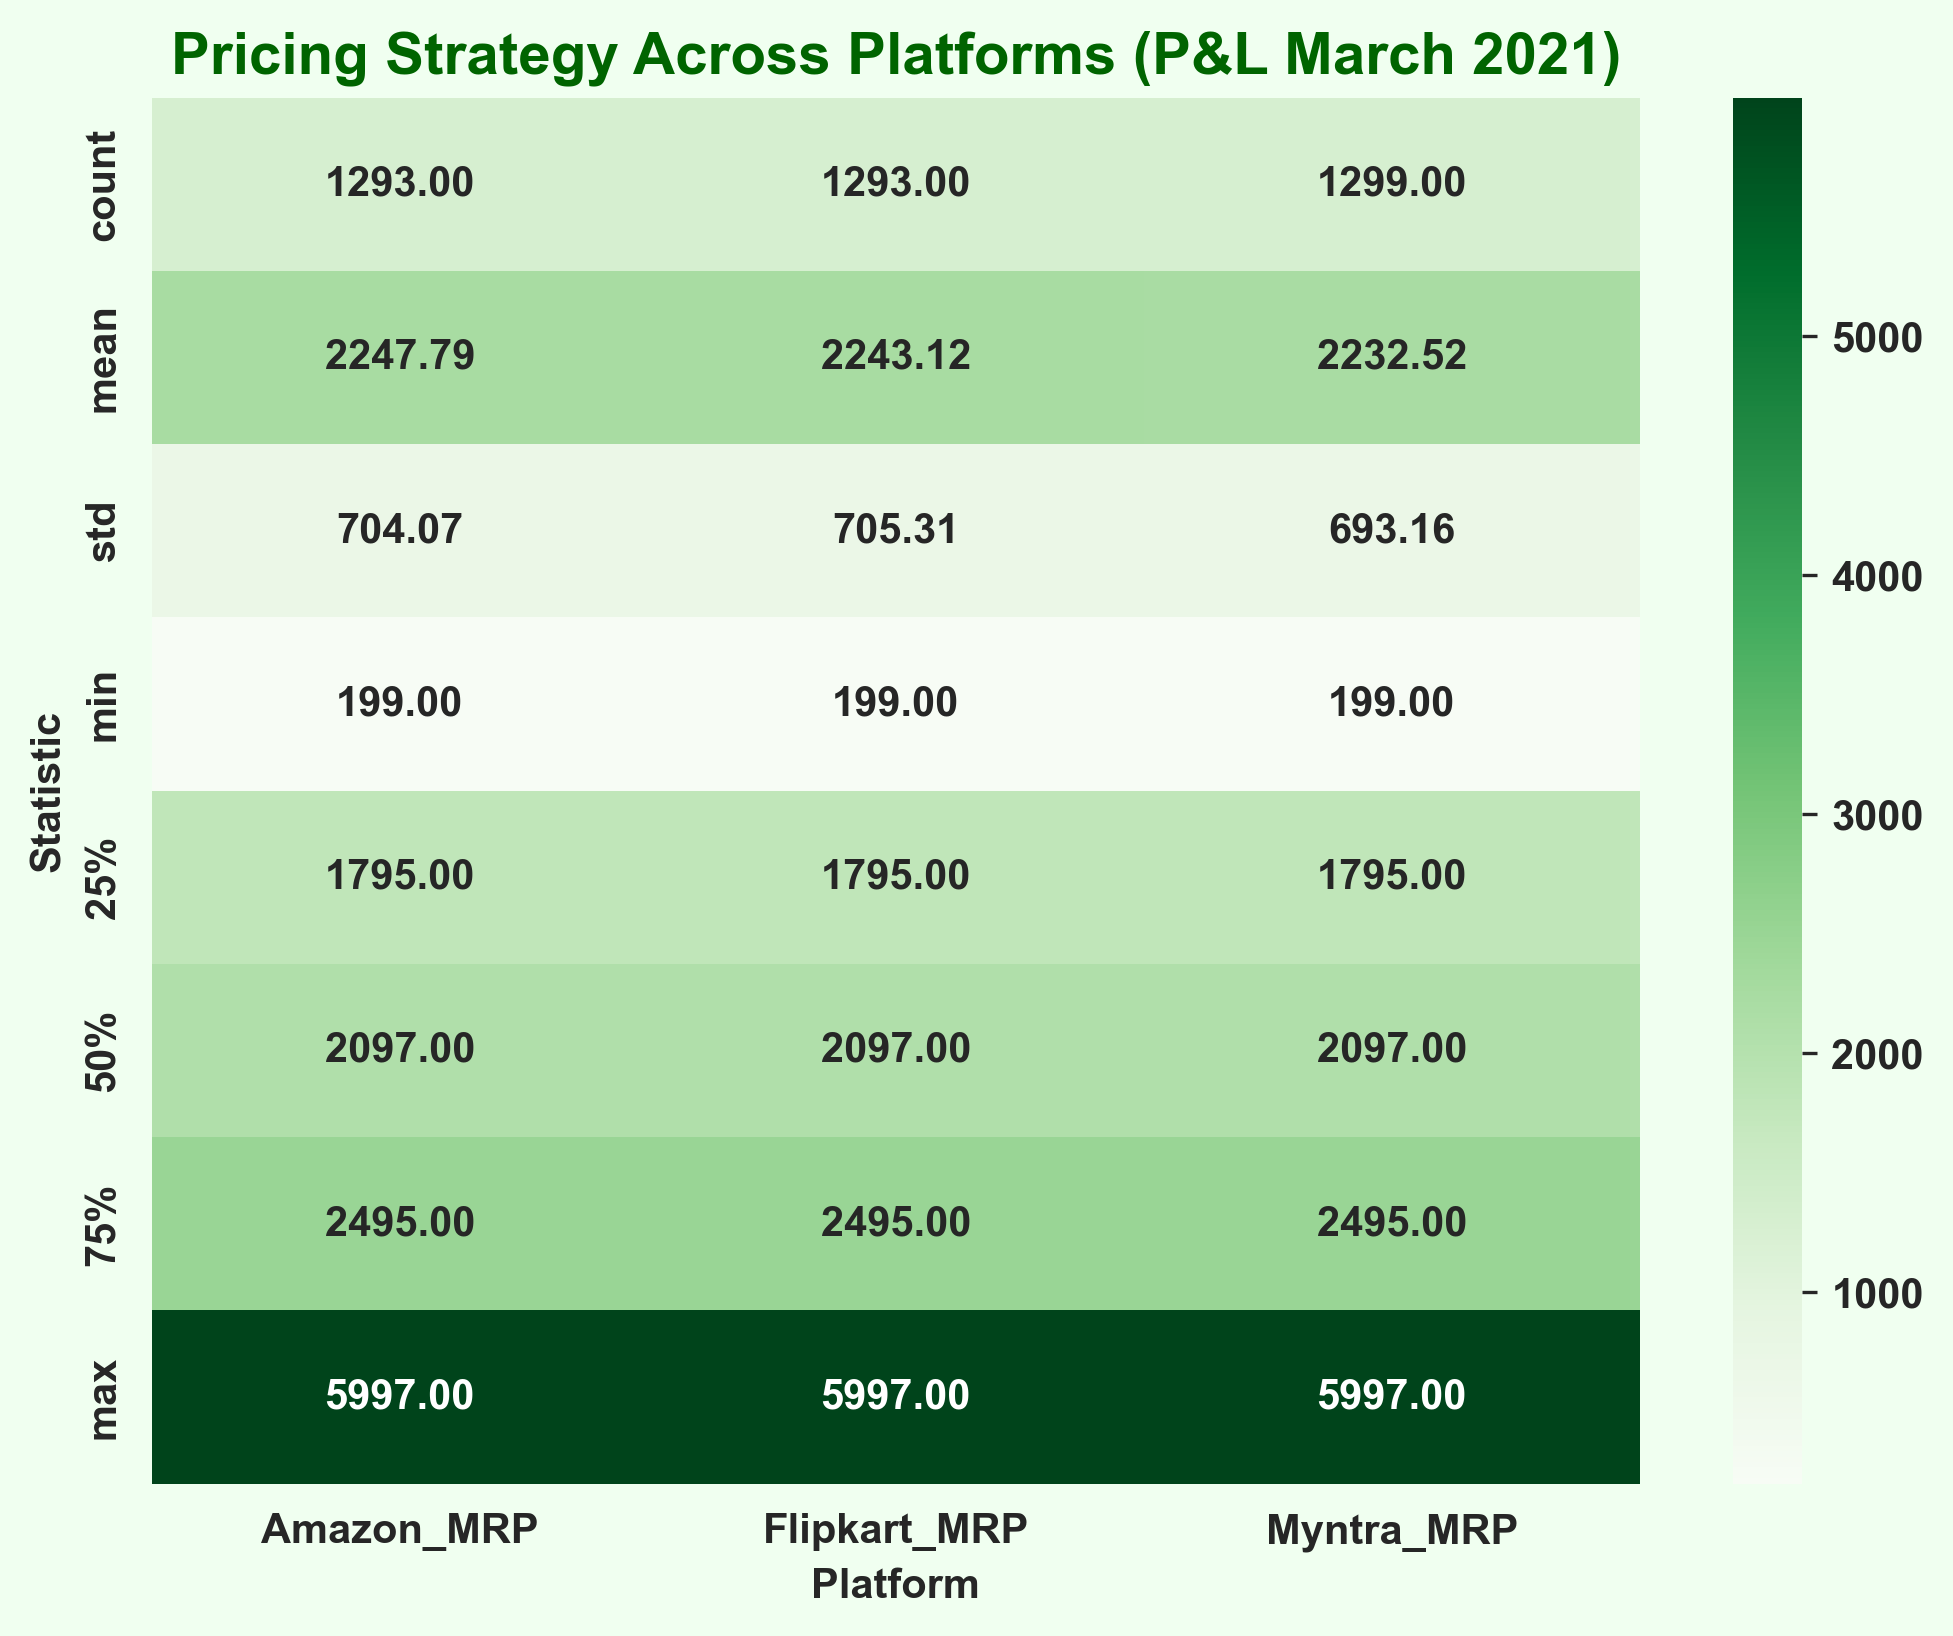 Pricing Strategy Across Platforms (P&L March 2021)
Statistic
count 1293.00 1293.00 1299.00
mean 2247.79 2243.12 2232.52
std 704.07 705.31 693.16
min 199.00 199.00 199.00
25% 1795.00 1795.00 1795.00
50% 2097.00 2097.00 2097.00
75% 2495.00 2495.00 2495.00
max 5997.00 5997.00 5997.00
Amazon_MRP Flipkart_MRP Myntra_MRP
Platform
5000
4000
3000
2000
1000